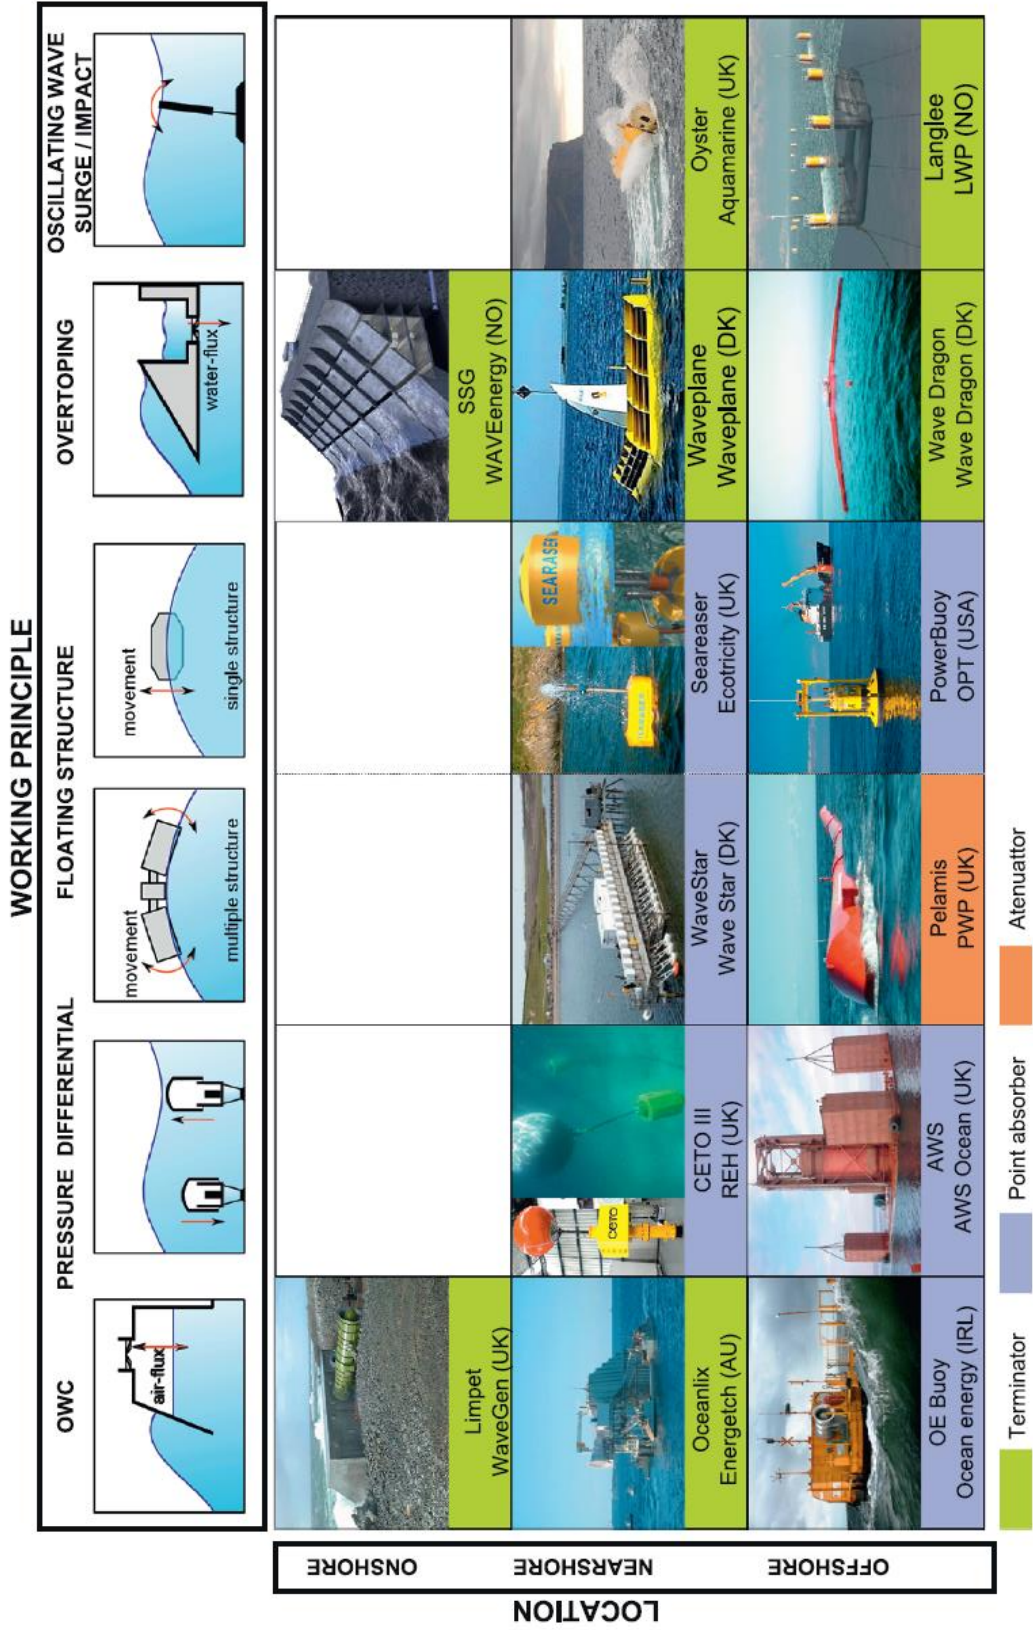 WORKING PRINCIPLE
OWC
PRESSURE DIFFERENTIAL
FLOATING STRUCTURE
OVERTOPING
OSCILLATING WAVE
SURGE / IMPACT
air-flux
movement
multiple structure
movement
single structure
water-flux
LOCATION
ONSHORE
Limpet
WaveGen (UK)
SSG
WAVEenergy (NO)
NEARSHORE
CETO
SEARASER
SEARASER
Oceanlix
Energetch (AU)
CETO III
REH (UK)
WaveStar
Wave Star (DK)
Seareaser
Ecotricity (UK)
Waveplane
Waveplane (DK)
Oyster
Aquamarine (UK)
OFFSHORE
OE Buoy
Ocean energy (IRL)
AWS
AWS Ocean (UK)
Pelamis
PWP (UK)
PowerBuoy
OPT (USA)
Wave Dragon
Wave Dragon (DK)
Langlee
LWP (NO)
Terminator
Point absorber
Atenuattor